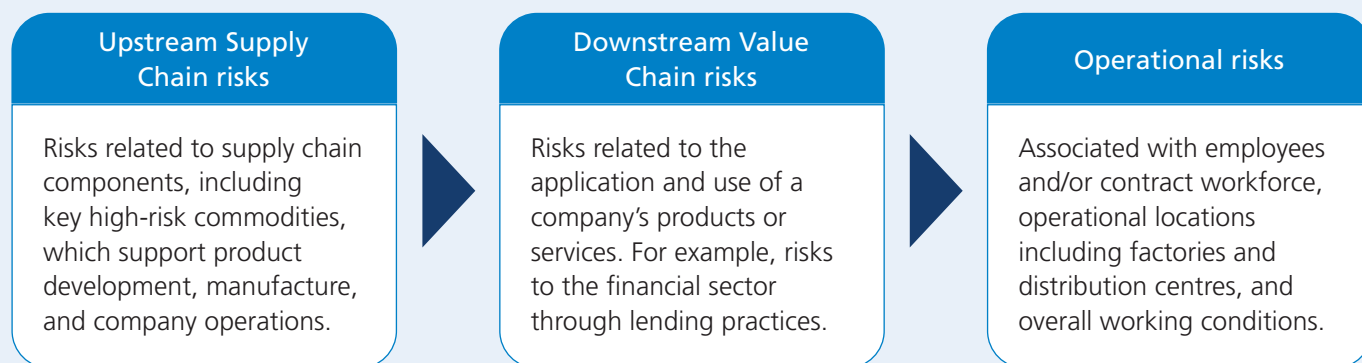 Upstream Supply
Chain risks
Risks related to supply chain
components, including
key high-risk commodities,
which support product
development, manufacture,
and company operations.
Downstream Value
Chain risks
Risks related to the
application and use of a
company’s products or
services. For example, risks
to the financial sector
through lending practices.
Operational risks
Associated with employees
and/or contract workforce,
operational locations
including factories and
distribution centres, and
overall working conditions.